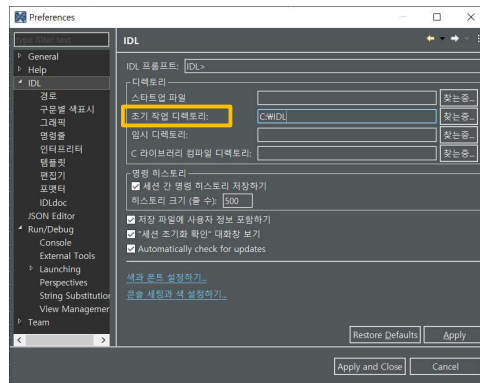 Preferences
type filter text
General
Help
IDL
경로
구문별 색표시
그래픽
명령줄
인터프리터
템플릿
편집기
포맷터
IDLdoc
JSON Editor
Run/Debug
Console
External Tools
Launching
Perspectives
String Substitution
View Managemer
Team
IDL
IDL 프롬프트: IDL>
디렉토리
스타트업 파일 찾는중...
조기 작업 디렉토리: C:₩IDL 찾는중...
임시 디렉토리: 찾는중...
C 라이브러리 컴파일 디렉토리: 찾는중...
명령 히스토리
세션 간 명령 히스토리 저장하기
히스토리 크기 (줄 수): 500
저장 파일에 사용자 정보 포함하기
"세션 조기화 확인" 대화창 보기
Automatically check for updates
색과 폰트 설정하기...
콘솔 세팅과 색 설정하기...
Restore Defaults Apply
Apply and Close Cancel